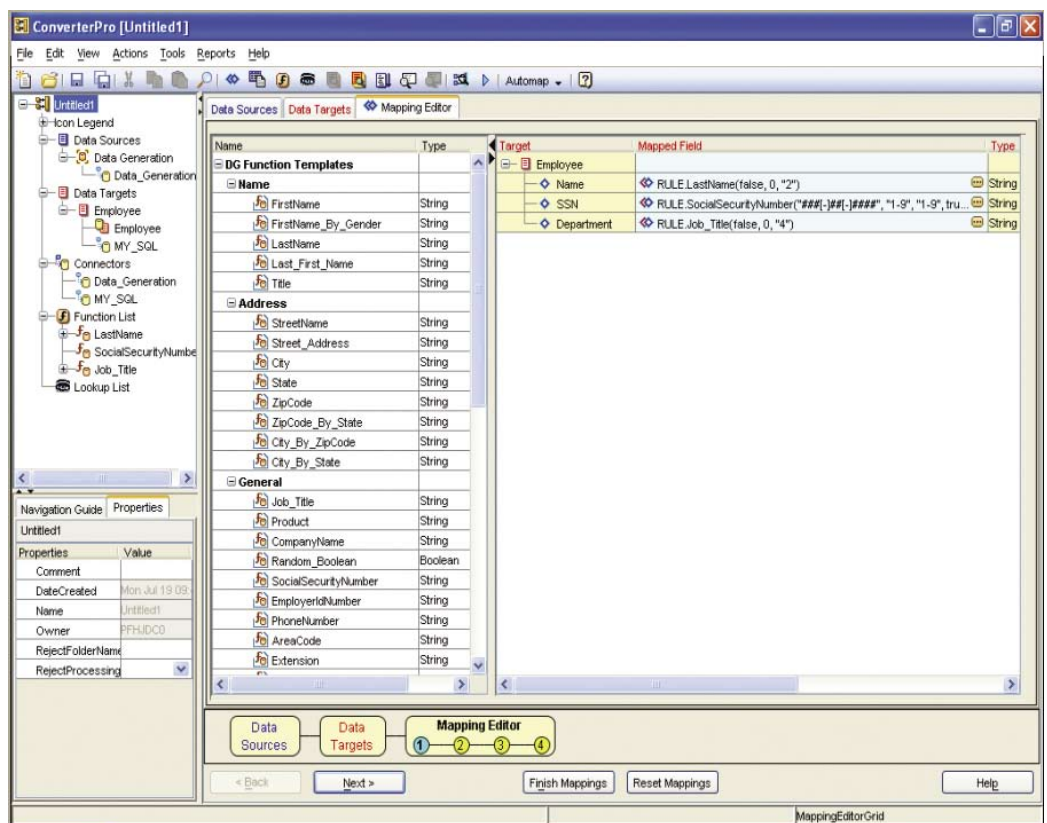 ConverterPro [Untitled1]
File Edit View Actions Tools Reports Help
Automap
Untitled1
Icon Legend
Data Sources
Data Generation
Data_Generation
Data Targets
Employee
Employee
MY_SQL
Connectors
Data_Generation
MY_SQL
Function List
LastName
SocialSecurityNumbe
Job_Title
Lookup List
Navigation Guide Properties
Untitled1
Properties Value
Comment
DateCreated Mon Jul 19 09:
Name Untitled1
Owner PFHJDC0
RejectFolderName
RejectProcessing
Data Sources Data Targets Mapping Editor
Name Type
DG Function Templates
Name
FirstName String
FirstName_By_Gender String
LastName String
Last_First_Name String
Title String
Address
StreetName String
Street_Address String
City String
State String
ZipCode String
ZipCode_By_State String
City_By_ZipCode String
City_By_State String
General
Job_Title String
Product String
CompanyName String
Random_Boolean Boolean
SocialSecurityNumber String
EmployerIdNumber String
PhoneNumber String
AreaCode String
Extension String
Target Mapped Field Type
Employee
Name RULE.LastName(false, 0, "2") String
SSN RULE.SocialSecurityNumber("###[-]##[-]####", "1-9", "1-9", tru... String
Department RULE.Job_Title(false, 0, "4") String
Data Sources
Data Targets
Mapping Editor
1 2 3 4
< Back Next > Finish Mappings Reset Mappings Help
MappingEditorGrid